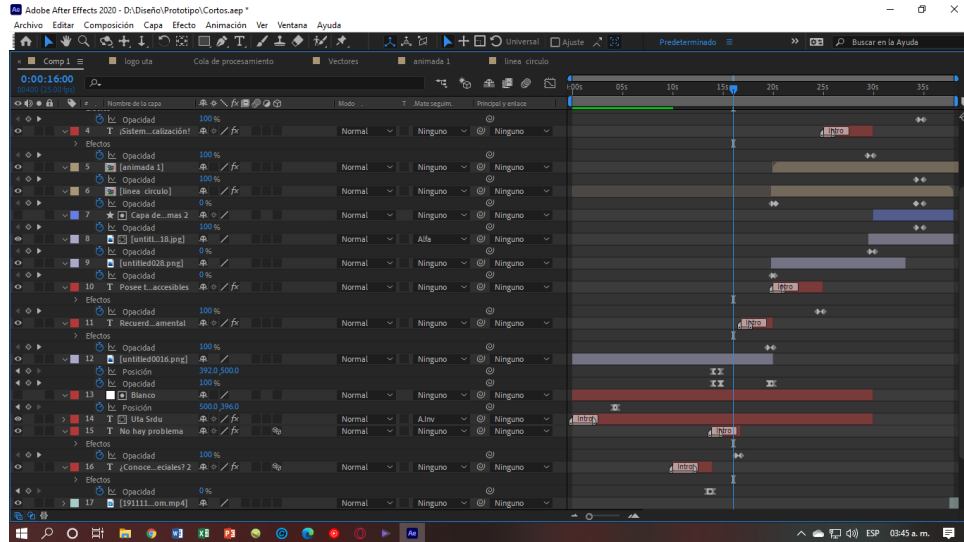 Ae Adobe After Effects 2020 - D:\Diseño\Prototipo\Cortos.aep *
Archivo Editar Composición Capa Efecto Animación Ver Ventana Ayuda
Universal Ajuste Predeterminado Buscar en la Ayuda
Comp 1 logo uta Cola de procesamiento Vectores animada 1 linea circulo
0:00:16:00
00400 (25.00 fps)
:00s 05s 10s 15s 20s 25s 30s 35s
# Nombre de la capa Modo T .Mate seguim. Principal y enlace
Opacidad 100 %
4 T ¡Sistem...calización! Normal Ninguno Ninguno Intro
Efectos
Opacidad 100 %
5 [animada 1] Normal Ninguno Ninguno
Opacidad 100 %
6 [linea circulo] Normal Ninguno Ninguno
Opacidad 0 %
7 Capa de...mas 2 Normal Ninguno Ninguno
Opacidad 100 %
8 [untitl...18.jpg] Normal Alfa Ninguno
Opacidad 0 %
9 [untitled028.png] Normal Ninguno Ninguno
Opacidad 0 %
10 T Posee t...accesibles Normal Ninguno Ninguno Intro
Efectos
Opacidad 100 %
11 T Recuerd...amental Normal Ninguno Ninguno Intro
Efectos
Opacidad 100 %
12 [untitled0016.png] Normal Ninguno Ninguno
Posición 392.0,500.0
Opacidad 100 %
13 Blanco Normal Ninguno Ninguno
Posición 500.0,396.0
14 T Uta Srdu Normal A.Inv Ninguno Intro
15 T No hay problema Normal Ninguno Ninguno Intro
Efectos
Opacidad 100 %
16 T ¿Conoce...eciales? 2 Normal Ninguno Ninguno Intro
Efectos
Opacidad 0 %
17 [191111...om.mp4] Normal Ninguno Ninguno
Ae ESP 03:45 a. m.